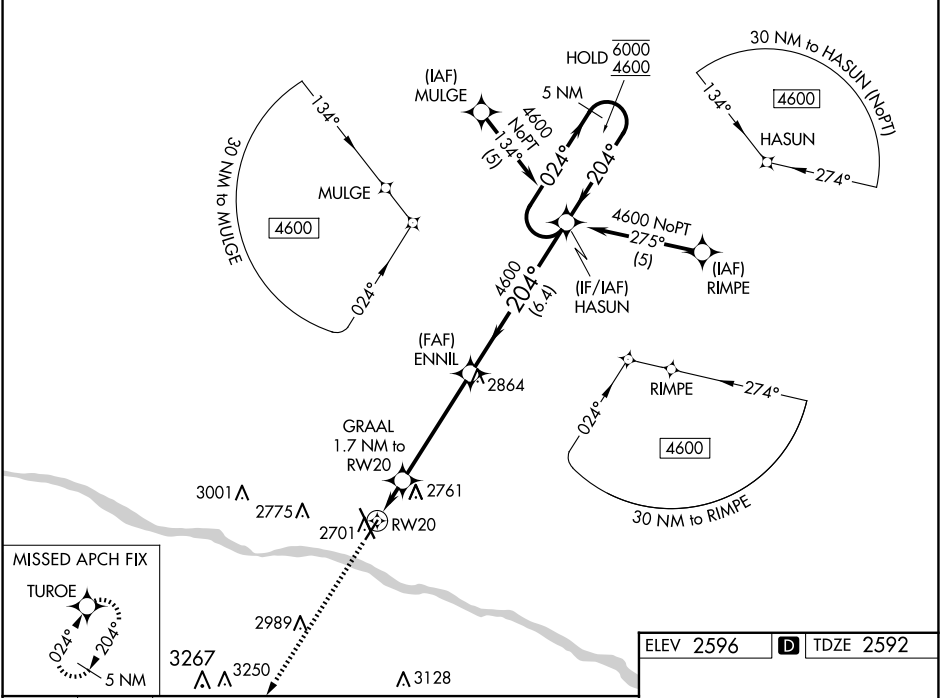 HOLD 6000
4600
5 NM
(IAF)
MULGE
4600
NoPT
134°
(5)
024°
204°
30 NM to HASUN (NoPT)
134°
4600
HASUN
274°
134°
30 NM to MULGE
MULGE
4600
024°
4600 NoPT
275°
(5)
(IAF)
RIMPE
(IF/IAF)
HASUN
4600
204°
(6.4)
(FAF)
ENNIL
2864
RIMPE
274°
024°
4600
30 NM to RIMPE
GRAAL
1.7 NM to
RW20
2761
3001
2775
2701
RW20
MISSED APCH FIX
TUROE
024°
204°
5 NM
2989
3267
3250
3128
ELEV 2596 D TDZE 2592